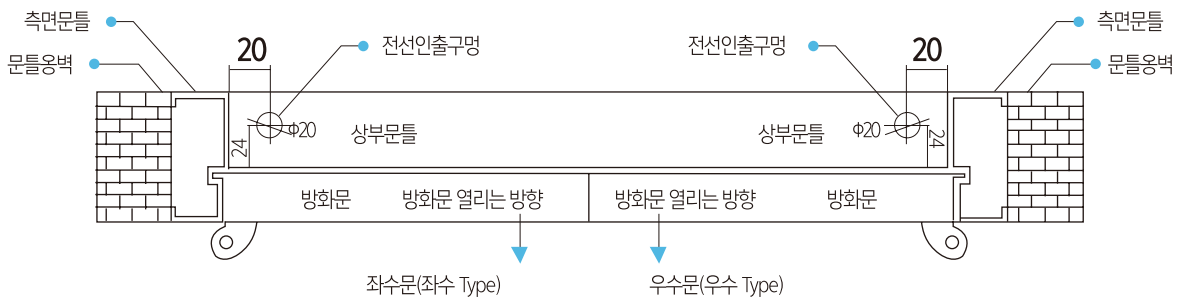 측면문틀
문틀옹벽
20
전선인출구멍
전선인출구멍
20
측면문틀
문틀옹벽
Φ20
24
상부문틀
상부문틀
Φ20
24
방화문
방화문 열리는 방향
방화문 열리는 방향
방화문
좌수문(좌수 Type)
우수문(우수 Type)